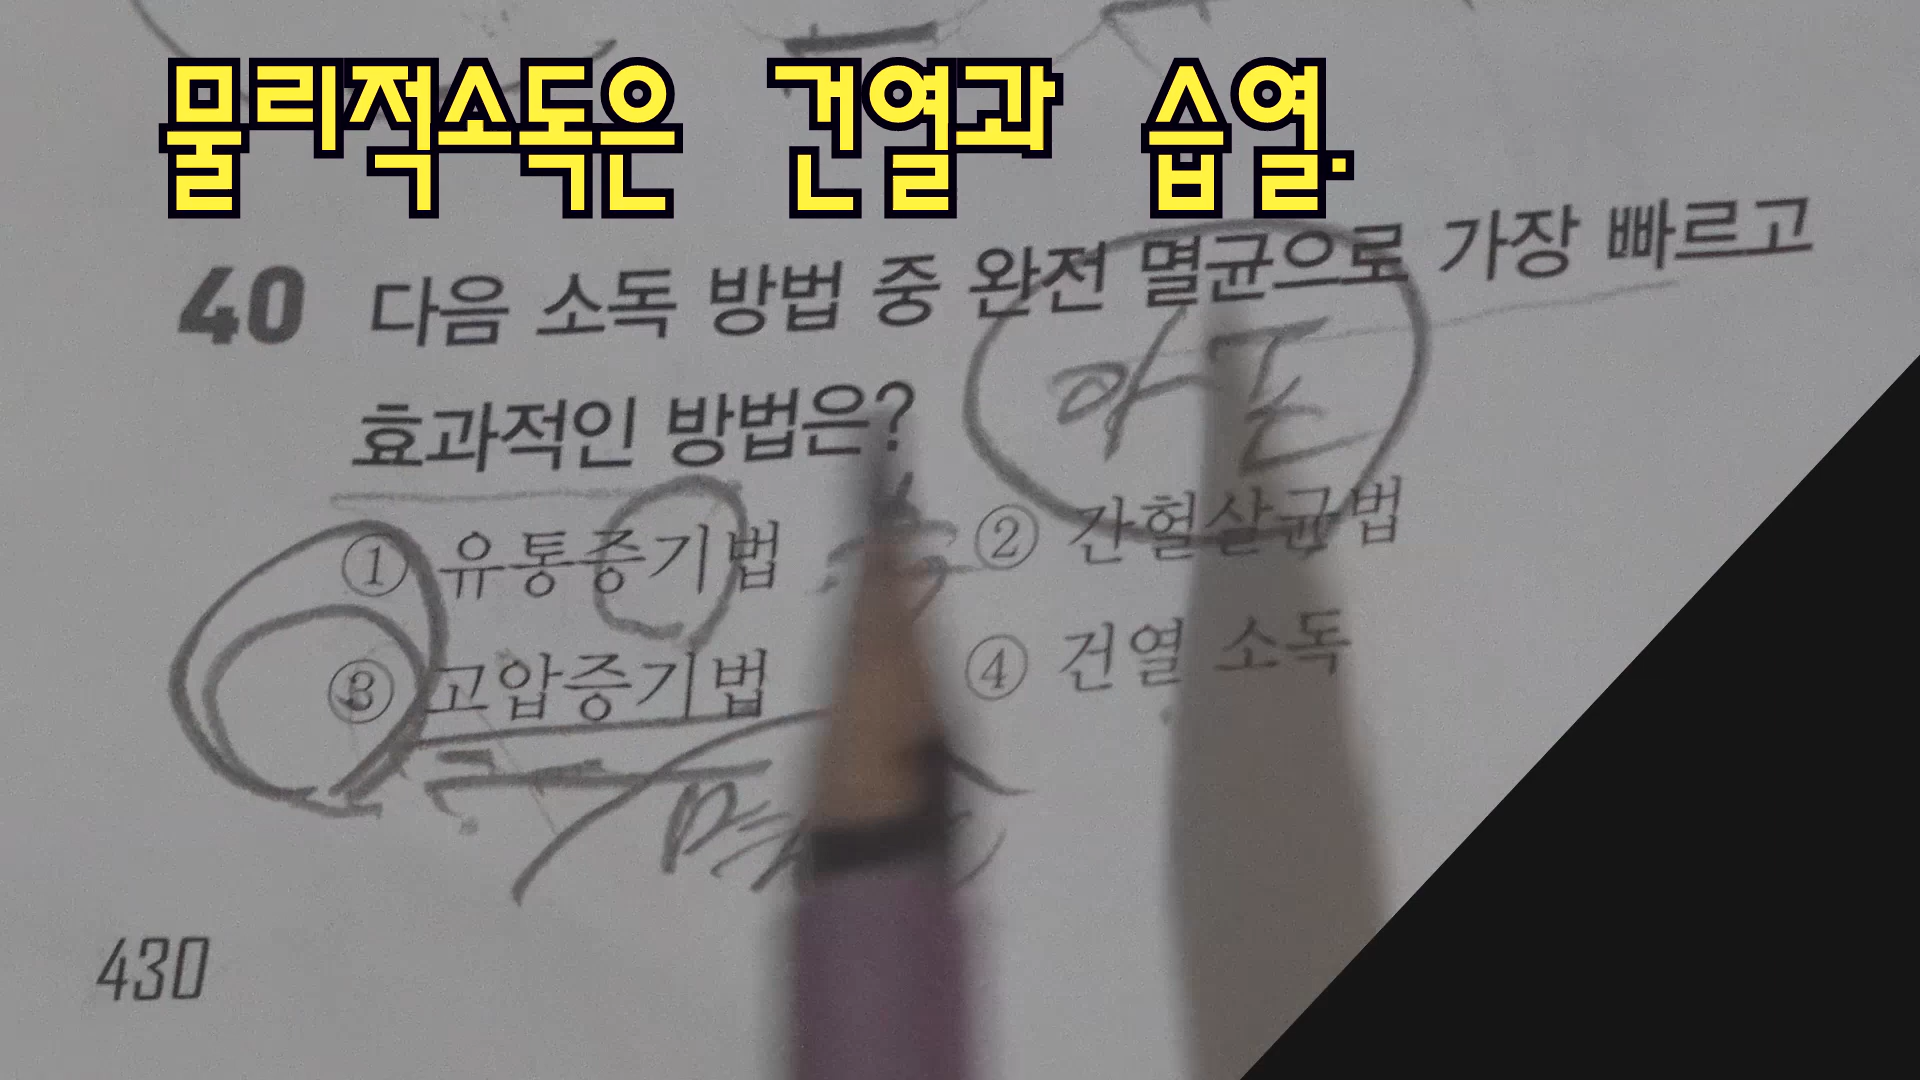 물리적소독은 건열과 습열.
40 다음 소독 방법 중 완전 멸균으로 가장 빠르고
효과적인 방법은?
① 유통증기법 ② 간헐살균법
③ 고압증기법 ④ 건열 소독
430